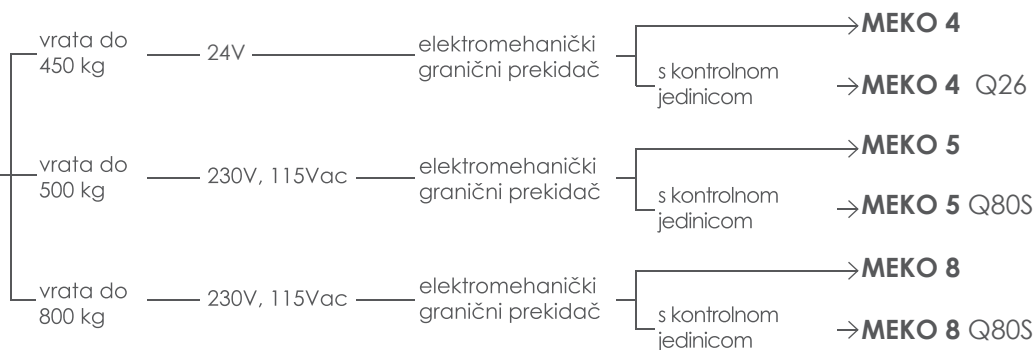 vrata do
450 kg
24V
elektromehanički
granični prekidač
MEKO 4
s kontrolnom
jedinicom
MEKO 4 Q26
vrata do
500 kg
230V, 115Vac
elektromehanički
granični prekidač
MEKO 5
s kontrolnom
jedinicom
MEKO 5 Q80S
vrata do
800 kg
230V, 115Vac
elektromehanički
granični prekidač
MEKO 8
s kontrolnom
jedinicom
MEKO 8 Q80S